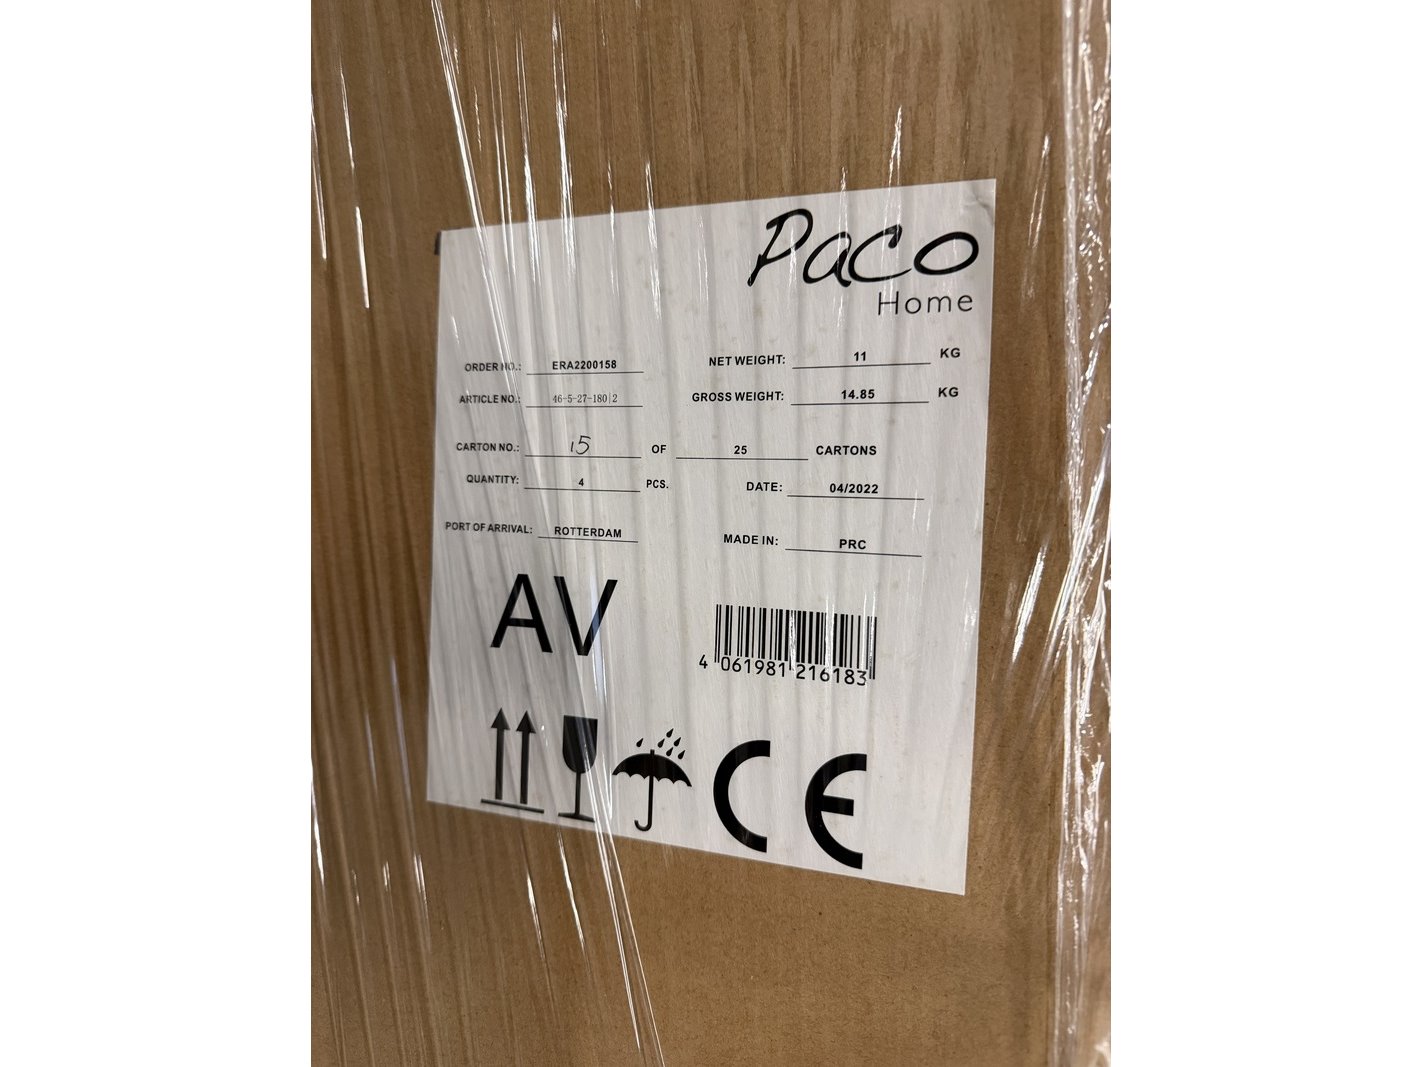 Paco
Home
ORDER NO.: ERA2200158 NET WEIGHT: 11 KG
ARTICLE NO.: 46-5-27-180|2 GROSS WEIGHT: 14.85 KG
CARTON NO.: 15 OF 25 CARTONS
QUANTITY: 4 PCS. DATE: 04/2022
PORT OF ARRIVAL: ROTTERDAM MADE IN: PRC
AV
4 061981 216183
CE